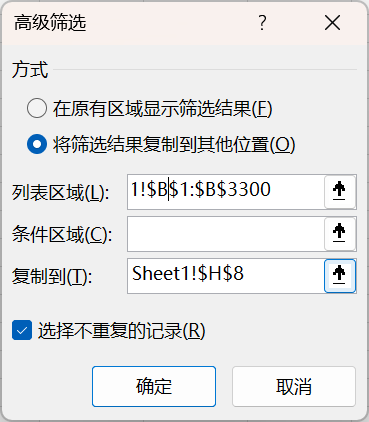 高级筛选 ?
方式
在原有区域显示筛选结果(F)
将筛选结果复制到其他位置(O)
列表区域(L): 1!$B$1:$B$3300
条件区域(C):
复制到(T): Sheet1!$H$8
选择不重复的记录(R)
确定 取消